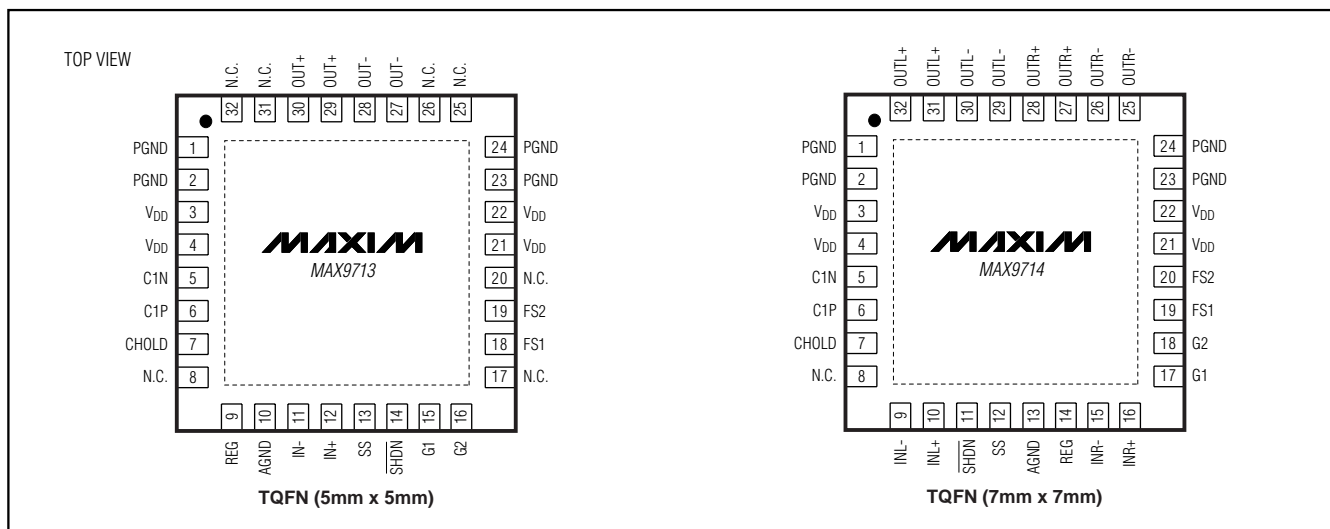 TOP VIEW
N.C. N.C. OUT+ OUT+ OUT- OUT- N.C. N.C.
32 31 30 29 28 27 26 25
PGND 1 24 PGND
PGND 2 23 PGND
VDD 3 22 VDD
VDD 4 21 VDD
C1N 5 20 N.C.
C1P 6 19 FS2
CHOLD 7 18 FS1
N.C. 8 17 N.C.
MAXIM
MAX9713
9 10 11 12 13 14 15 16
REG AGND IN- IN+ SS SHDN G1 G2
TQFN (5mm x 5mm)
OUTL+ OUTL+ OUTL- OUTL- OUTR+ OUTR+ OUTR- OUTR-
32 31 30 29 28 27 26 25
PGND 1 24 PGND
PGND 2 23 PGND
VDD 3 22 VDD
VDD 4 21 VDD
C1N 5 20 FS2
C1P 6 19 FS1
CHOLD 7 18 G2
N.C. 8 17 G1
MAXIM
MAX9714
9 10 11 12 13 14 15 16
INL- INL+ SHDN SS AGND REG INR- INR+
TQFN (7mm x 7mm)